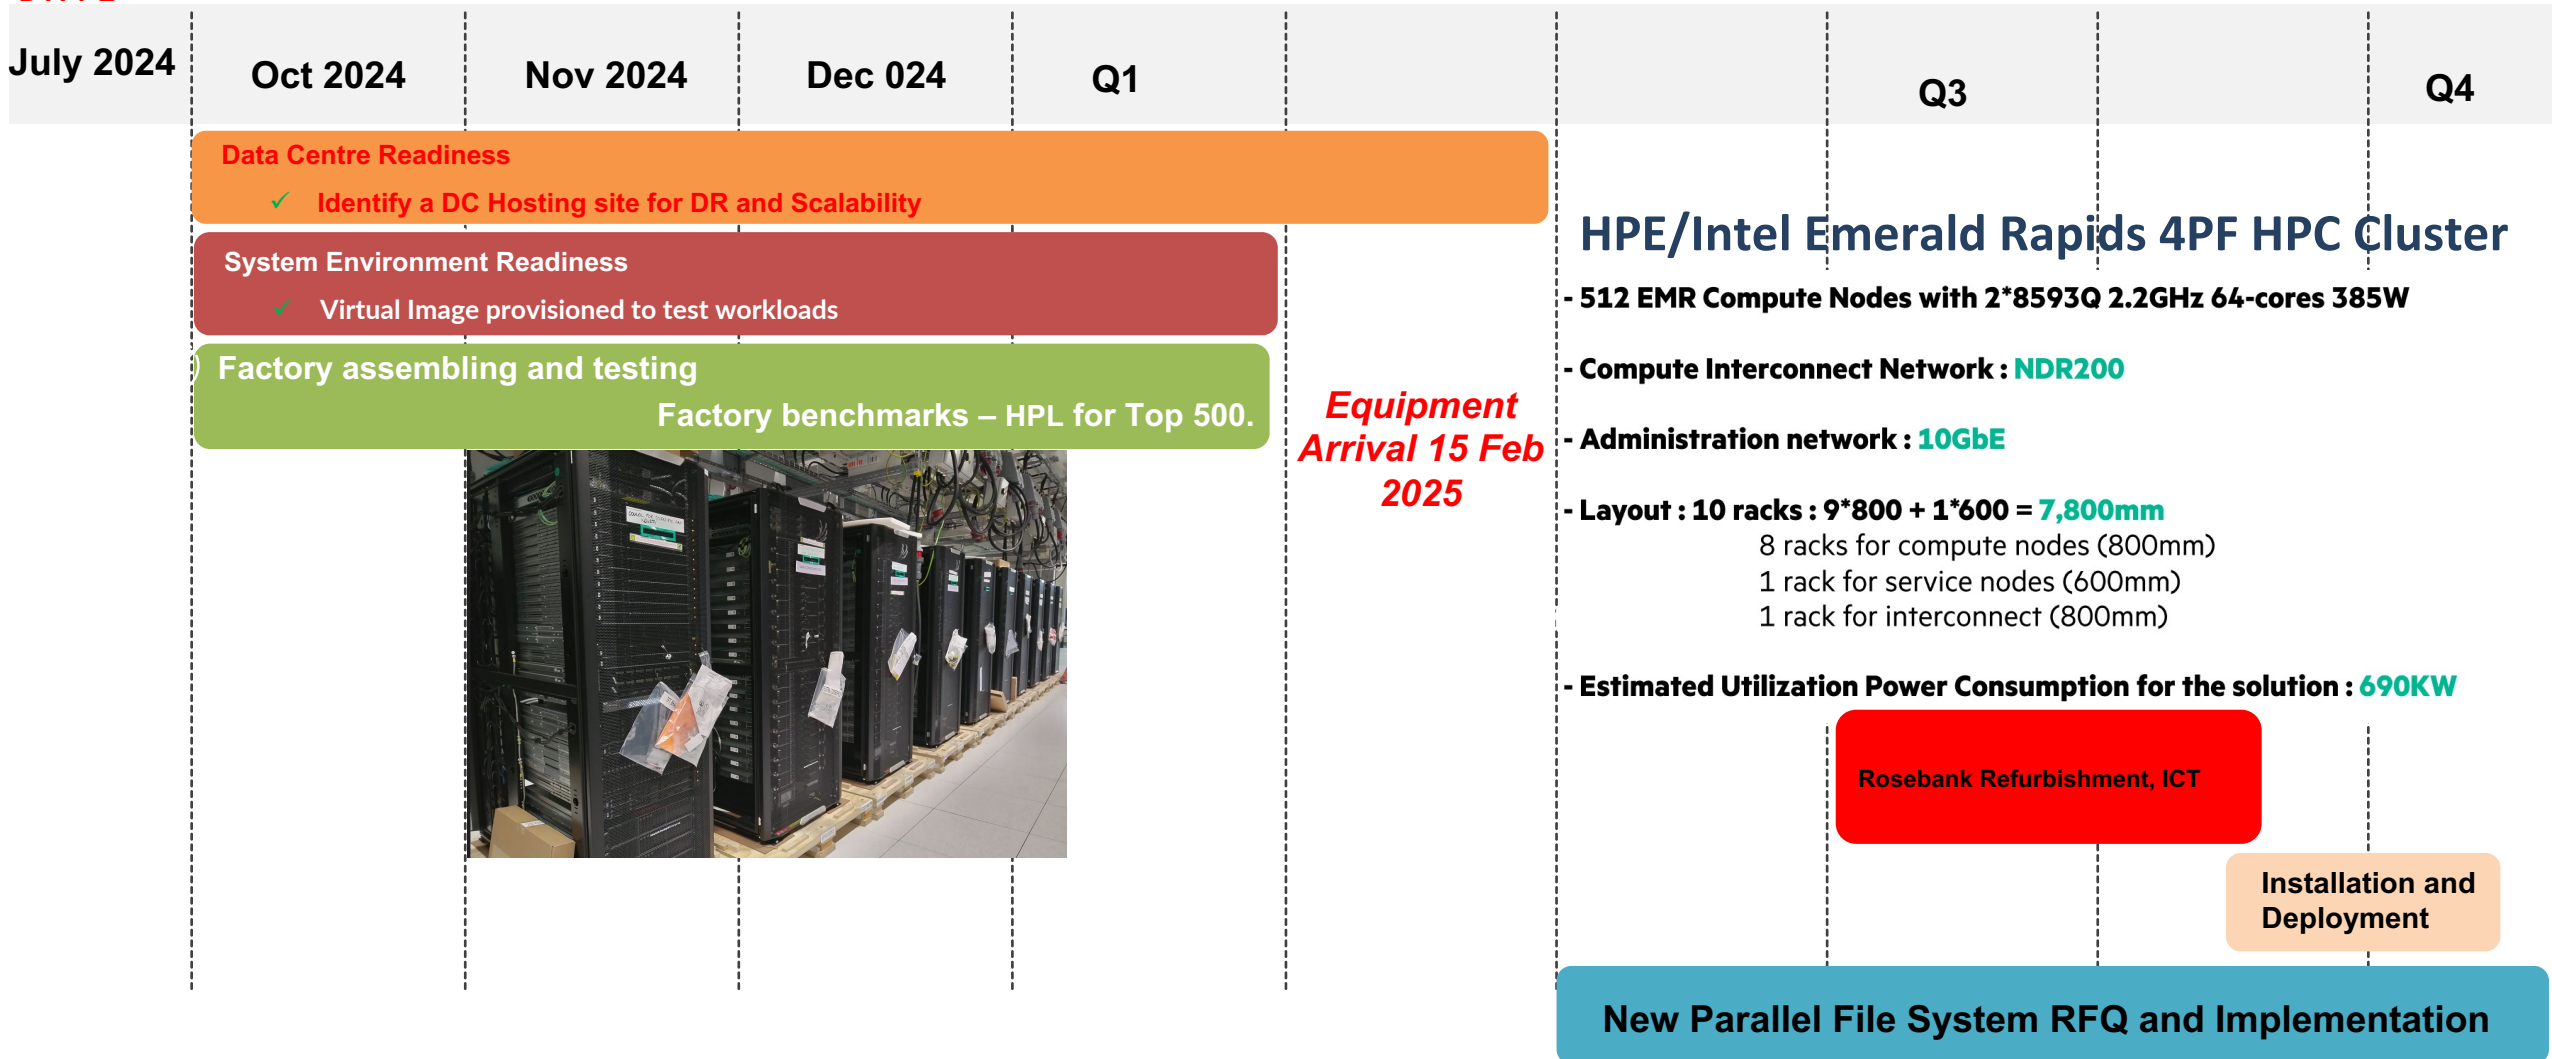 July 2024
Oct 2024
Nov 2024
Dec 024
Q1
Q3
Q4
Data Centre Readiness
✓ Identify a DC Hosting site for DR and Scalability
System Environment Readiness
✓ Virtual Image provisioned to test workloads
) Factory assembling and testing
Factory benchmarks – HPL for Top 500.
Equipment
Arrival 15 Feb
2025
HPE/Intel Emerald Rapids 4PF HPC Cluster
- 512 EMR Compute Nodes with 2*8593Q 2.2GHz 64-cores 385W
- Compute Interconnect Network : NDR200
- Administration network : 10GbE
- Layout : 10 racks : 9*800 + 1*600 = 7,800mm
8 racks for compute nodes (800mm)
1 rack for service nodes (600mm)
1 rack for interconnect (800mm)
- Estimated Utilization Power Consumption for the solution : 690KW
Rosebank Refurbishment, ICT
Installation and
Deployment
New Parallel File System RFQ and Implementation